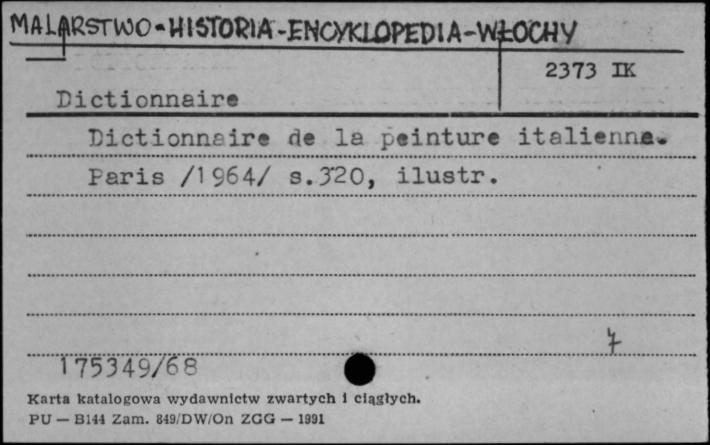 MALARSTWO-HISTORIA-ENCYKLOPEDIA-WŁOCHY
2373 IK
Dictionnaire
Dictionnaire de la peinture italienne.
Paris /1964/ s.320, ilustr.
7
175349/68
Karta katalogowa wydawnictw zwartych i ciągłych.
PU — B144 Zam. 849/DW/On ZGG — 1991